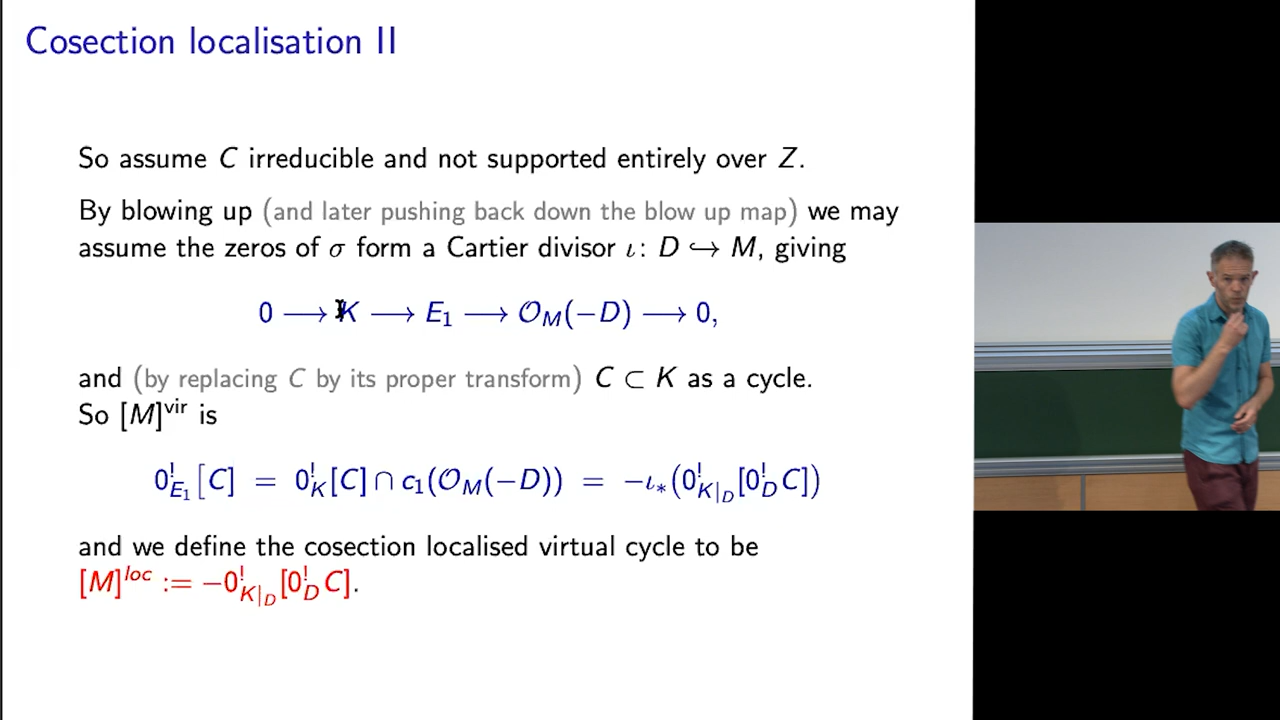 Cosection localisation II
So assume C irreducible and not supported entirely over Z.
By blowing up (and later pushing back down the blow up map) we may
assume the zeros of σ form a Cartier divisor ι: D ↪ M, giving
0 ⟶ K ⟶ E₁ ⟶ 𝒪_M(−D) ⟶ 0,
and (by replacing C by its proper transform) C ⊂ K as a cycle.
So [M]^vir is
0^!_{E₁}[C] = 0^!_K[C] ∩ c₁(𝒪_M(−D)) = −ι_*(0^!_{K|_D}[0^!_D C])
and we define the cosection localised virtual cycle to be
[M]^loc := −0^!_{K|_D}[0^!_D C].